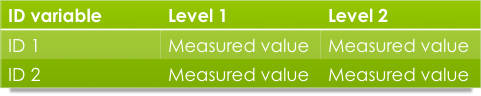 ID variable Level 1 Level 2
ID 1 Measured value Measured value
ID 2 Measured value Measured value